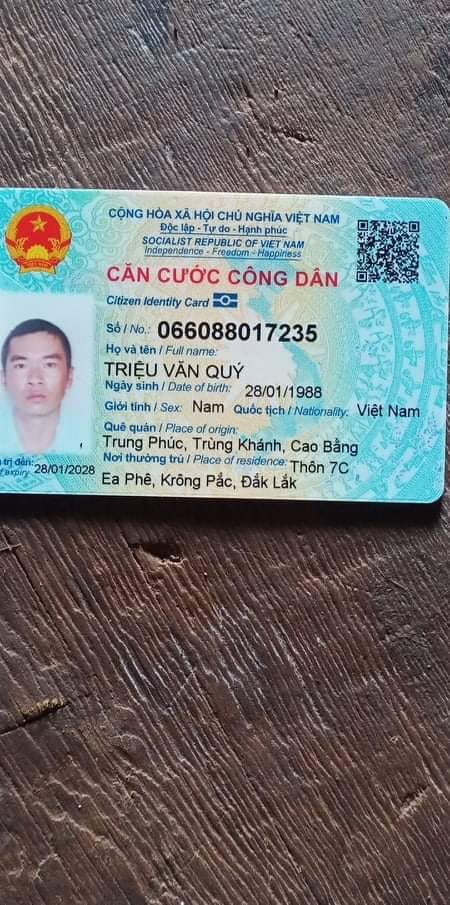 CỘNG HÒA XÃ HỘI CHỦ NGHĨA VIỆT NAM
Độc lập - Tự do - Hạnh phúc
SOCIALIST REPUBLIC OF VIET NAM
Independence - Freedom - Happiness
CĂN CƯỚC CÔNG DÂN
Citizen Identity Card
Số / No.: 066088017235
Họ và tên / Full name:
TRIỆU VĂN QUÝ
Ngày sinh / Date of birth: 28/01/1988
Giới tính / Sex: Nam Quốc tịch / Nationality: Việt Nam
Quê quán / Place of origin:
Trung Phúc, Trùng Khánh, Cao Bằng
Nơi thường trú / Place of residence: Thôn 7C
Ea Phê, Krông Pắc, Đắk Lắk
trị đến: 28/01/2028
expiry